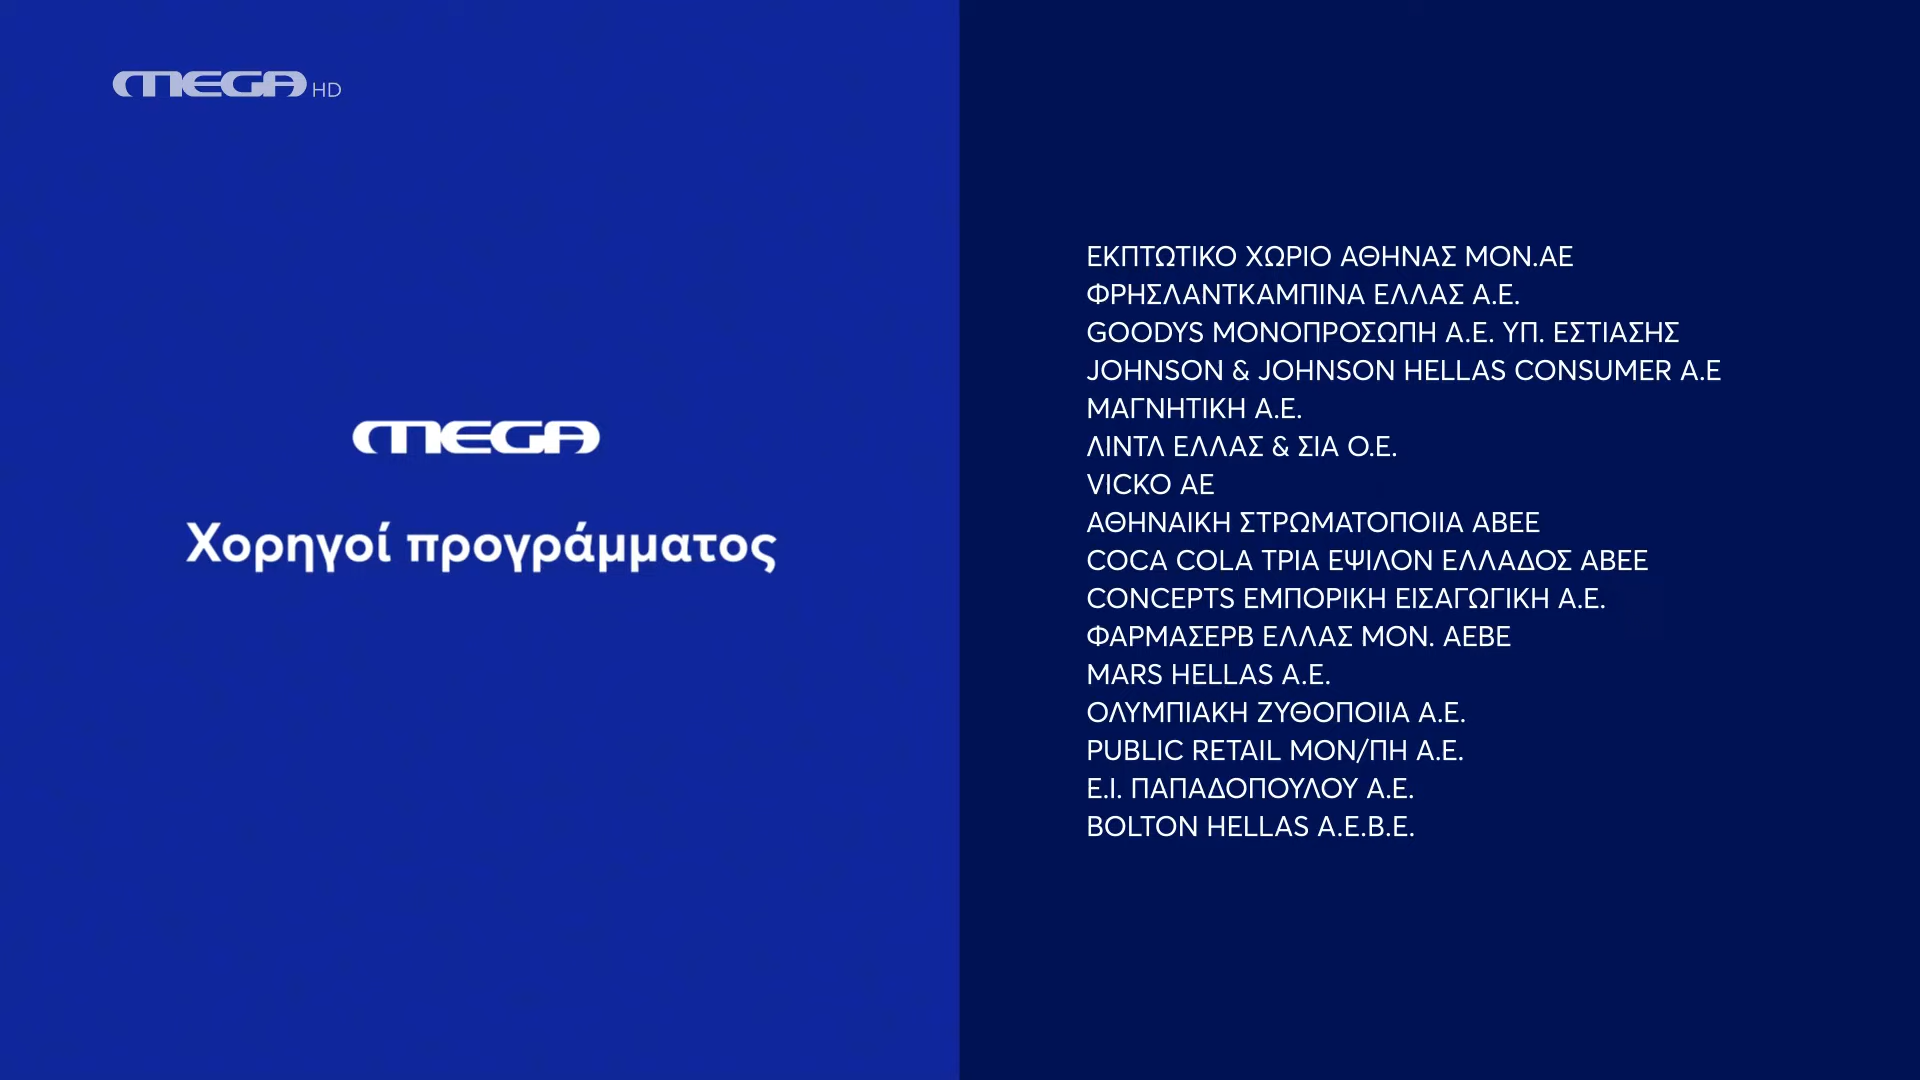 MEGA HD
MEGA
Χορηγοί προγράμματος
ΕΚΠΤΩΤΙΚΟ ΧΩΡΙΟ ΑΘΗΝΑΣ ΜΟΝ.ΑΕ
ΦΡΗΣΛΑΝΤΚΑΜΠΙΝΑ ΕΛΛΑΣ Α.Ε.
GOODYS ΜΟΝΟΠΡΟΣΩΠΗ Α.Ε. ΥΠ. ΕΣΤΙΑΣΗΣ
JOHNSON & JOHNSON HELLAS CONSUMER A.E
ΜΑΓΝΗΤΙΚΗ Α.Ε.
ΛΙΝΤΛ ΕΛΛΑΣ & ΣΙΑ Ο.Ε.
VICKO AE
ΑΘΗΝΑΙΚΗ ΣΤΡΩΜΑΤΟΠΟΙΙΑ ΑΒΕΕ
COCA COLA ΤΡΙΑ ΕΨΙΛΟΝ ΕΛΛΑΔΟΣ ΑΒΕΕ
CONCEPTS ΕΜΠΟΡΙΚΗ ΕΙΣΑΓΩΓΙΚΗ Α.Ε.
ΦΑΡΜΑΣΕΡΒ ΕΛΛΑΣ ΜΟΝ. ΑΕΒΕ
MARS HELLAS A.E.
ΟΛΥΜΠΙΑΚΗ ΖΥΘΟΠΟΙΙΑ Α.Ε.
PUBLIC RETAIL ΜΟΝ/ΠΗ Α.Ε.
Ε.Ι. ΠΑΠΑΔΟΠΟΥΛΟΥ Α.Ε.
BOLTON HELLAS A.E.B.E.